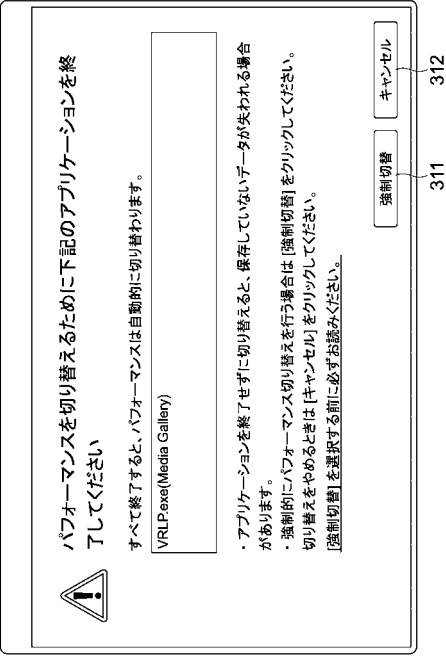 パフォーマンスを切り替えるために下記のアプリケーションを終
了してください
すべて終了すると、パフォーマンスは自動的に切り替わります。
VRLP.exe(Media Gallery)
・アプリケーションを終了せずに切り替えると、保存していないデータが失われる場合
があります。
・強制的にパフォーマンス切り替えを行う場合は [強制切替] をクリックしてください。
切り替えをやめるときは [キャンセル] をクリックしてください。
[強制切替] を選択する前に必ずお読みください。
強制切替
キャンセル
311
312